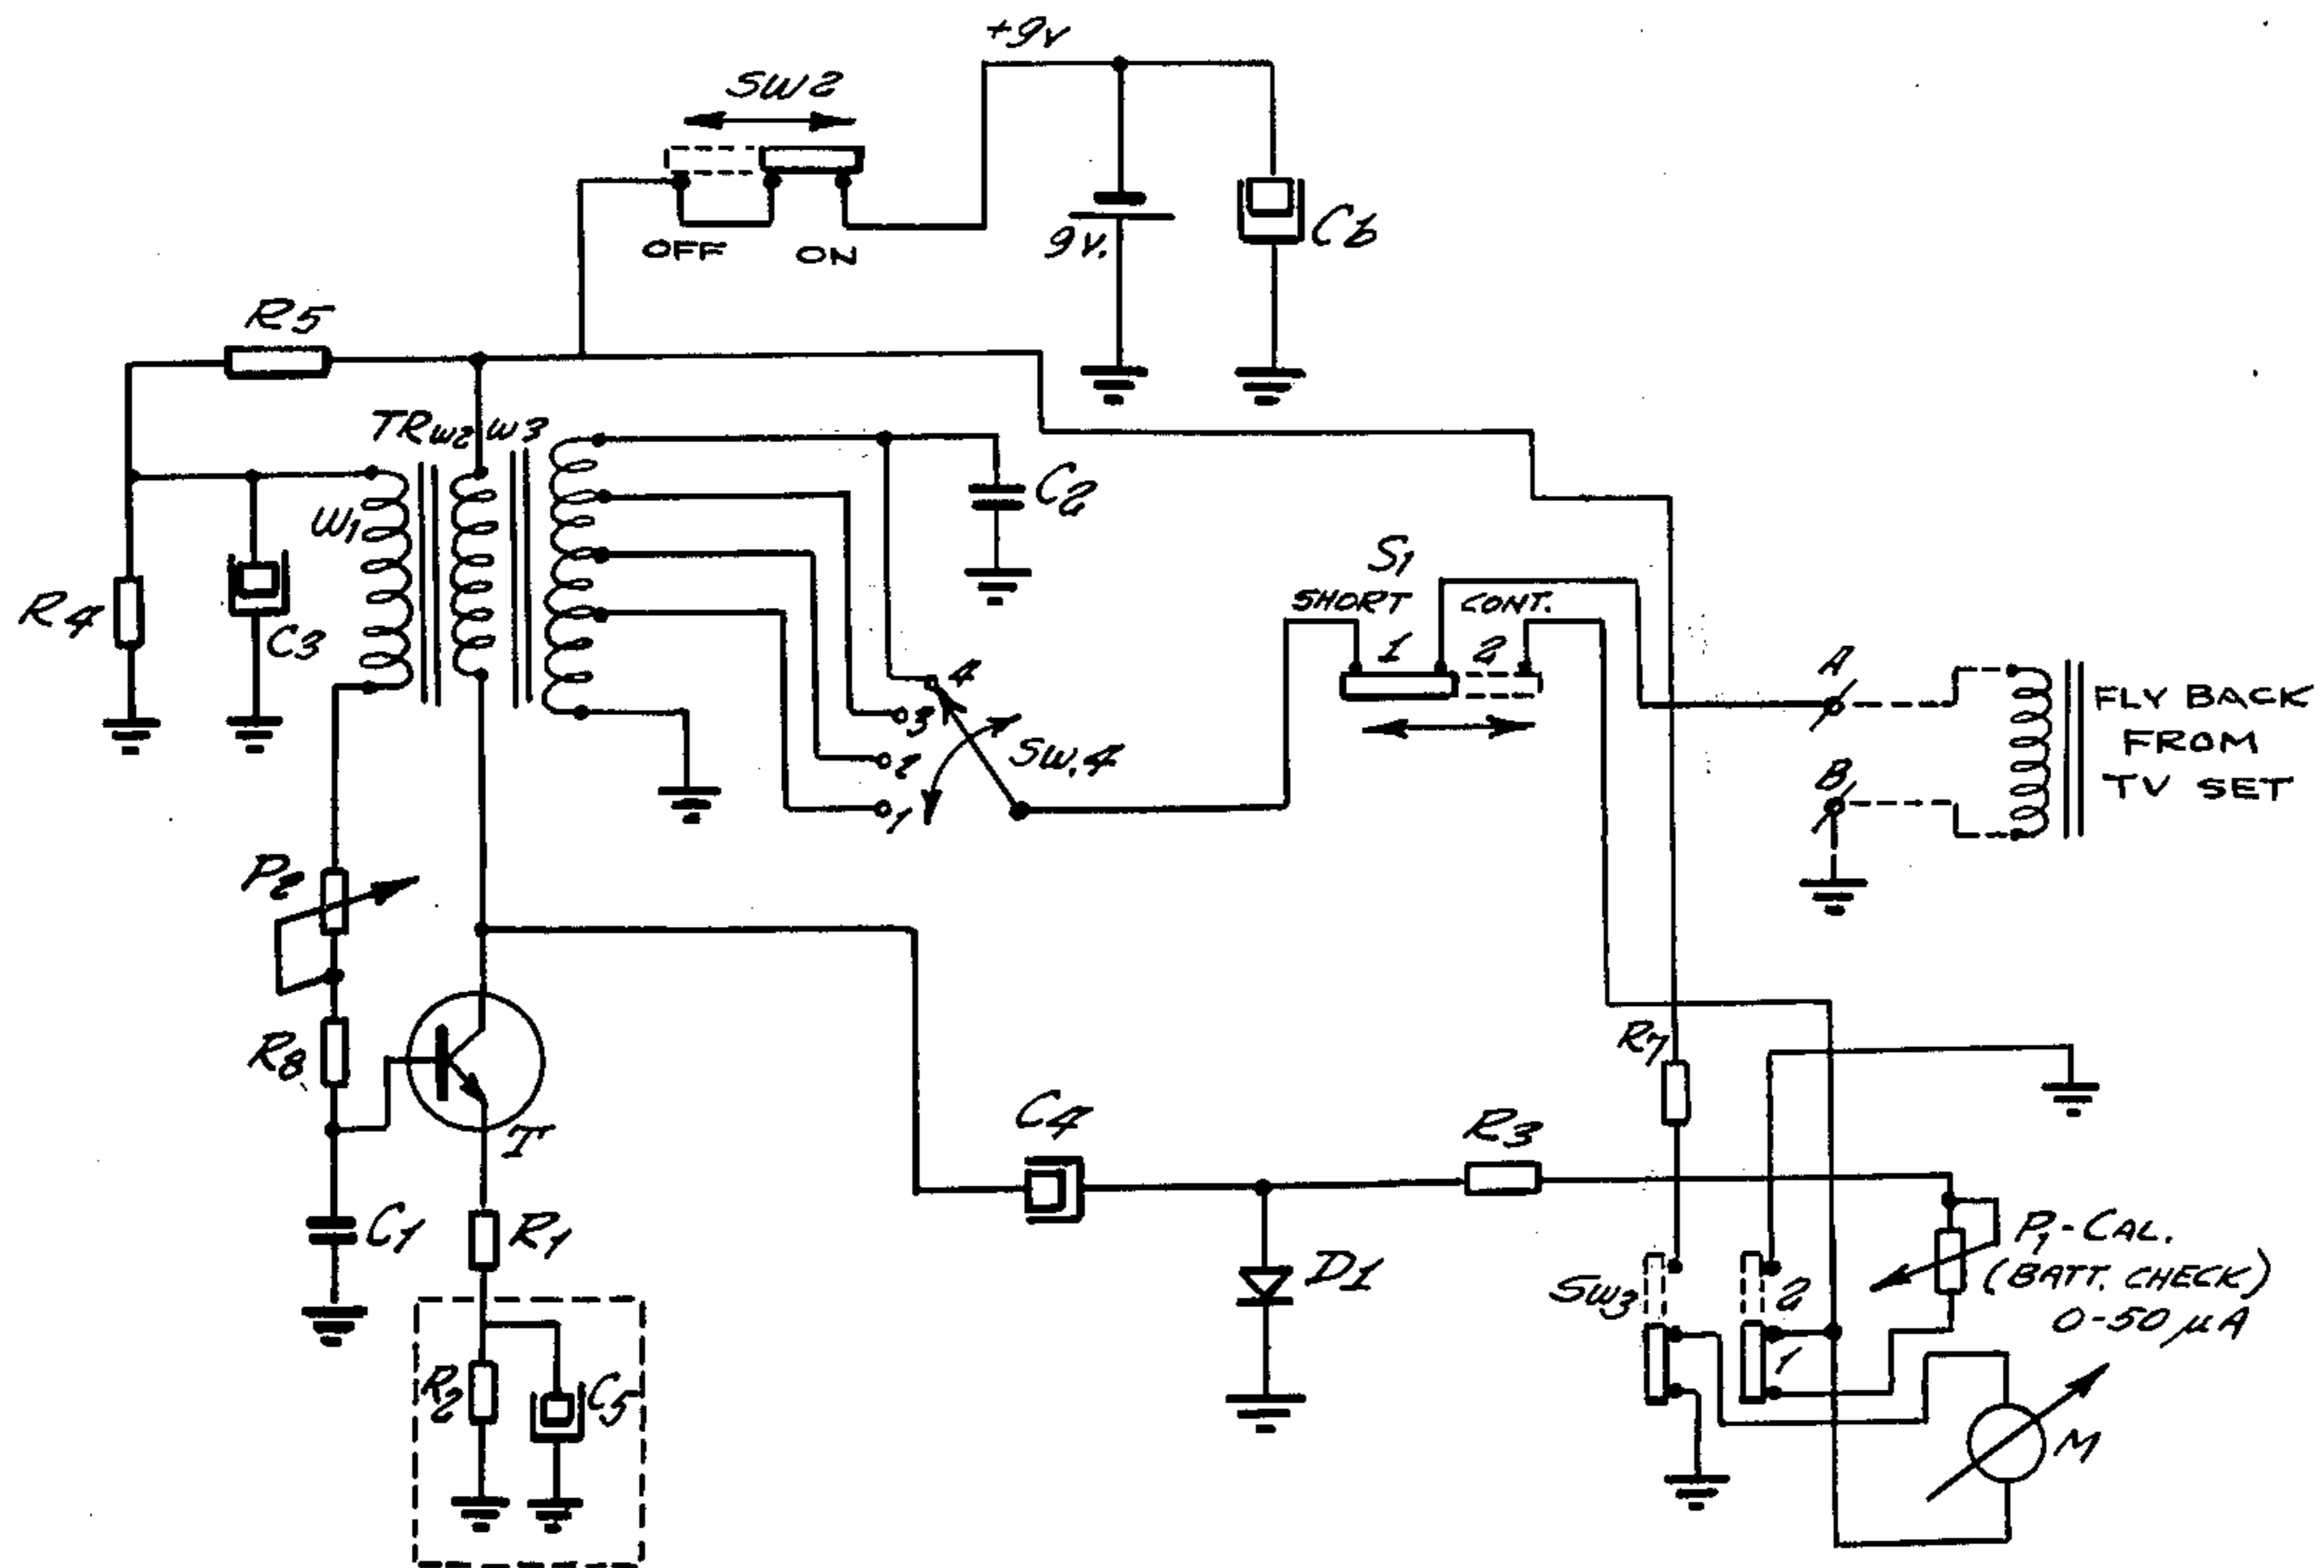 +9V
SW2
OFF
ON
9V.
C6
R5
TR
W2
W3
W1
C2
R4
C3
S1
SHORT
CONT.
1
2
4
3
2
1
SW.4
A
B
FLY BACK
FROM
TV SET
P2
R8
T
C1
R1
R2
C5
C4
R3
D1
R7
SW3
2
1
P1-CAL.
(BATT. CHECK)
0-50 µA
M